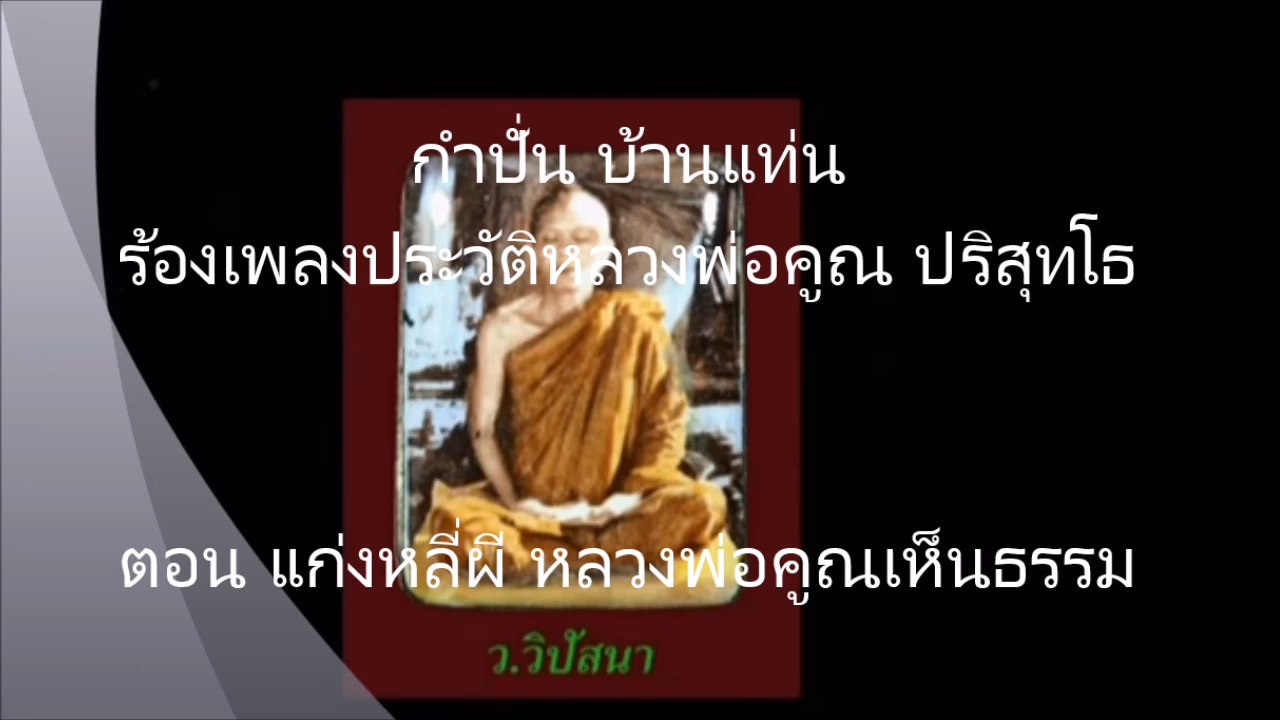 กำปั่น บ้านแท่น
ร้องเพลงประวัติหลวงพ่อคูณ ปริสุทโธ
ตอน แก่งหลี่ผี หลวงพ่อคูณเห็นธรรม
ว.วิปัสนา